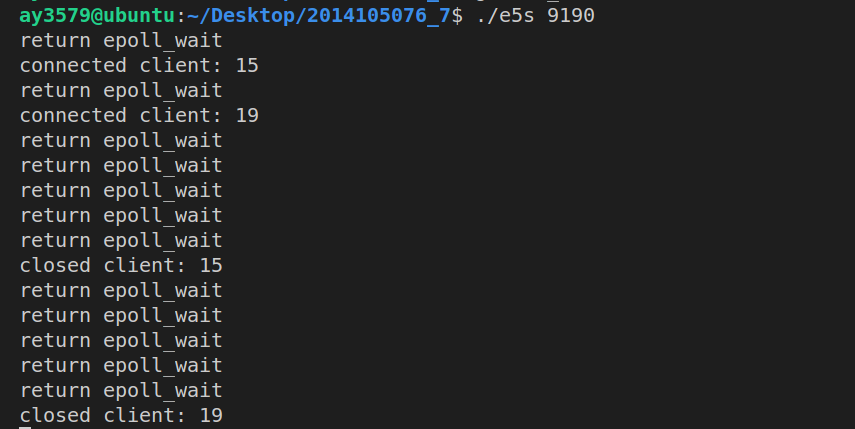 ay3579@ubuntu:~/Desktop/2014105076_7$ ./e5s 9190
return epoll_wait
connected client: 15
return epoll_wait
connected client: 19
return epoll_wait
return epoll_wait
return epoll_wait
return epoll_wait
return epoll_wait
closed client: 15
return epoll_wait
return epoll_wait
return epoll_wait
return epoll_wait
return epoll_wait
closed client: 19